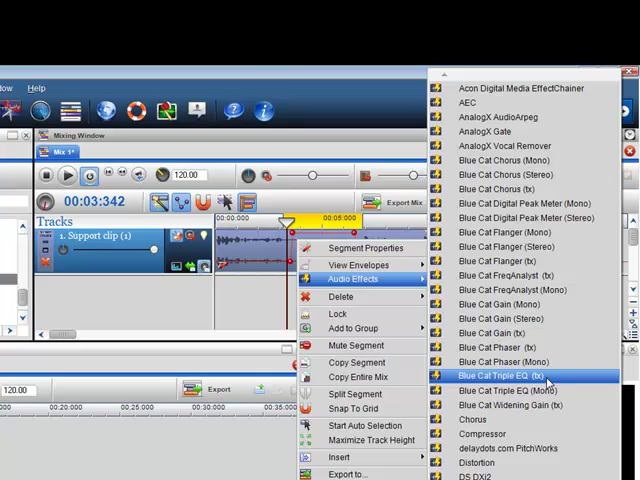 ow Help
Mixing Window
Mix 1*
120.00
00:03:342
Export Mix
Tracks
00:00.000 00:05.000
1. Support clip (1)
Segment Properties
View Envelopes
Audio Effects
Delete
Lock
Add to Group
Mute Segment
Copy Segment
Copy Entire Mix
Split Segment
Snap To Grid
Start Auto Selection
Maximize Track Height
Insert
Export to...
Acon Digital Media EffectChainer
AEC
AnalogX AudioArpeg
AnalogX Gate
AnalogX Vocal Remover
Blue Cat Chorus (Mono)
Blue Cat Chorus (Stereo)
Blue Cat Chorus (tx)
Blue Cat Digital Peak Meter (Mono)
Blue Cat Digital Peak Meter (Stereo)
Blue Cat Flanger (Mono)
Blue Cat Flanger (Stereo)
Blue Cat Flanger (tx)
Blue Cat FreqAnalyst (tx)
Blue Cat FreqAnalyst (Mono)
Blue Cat Gain (Mono)
Blue Cat Gain (Stereo)
Blue Cat Gain (tx)
Blue Cat Phaser (tx)
Blue Cat Phaser (Mono)
Blue Cat Triple EQ (tx)
Blue Cat Triple EQ (Mono)
Blue Cat Widening Gain (tx)
Chorus
Compressor
delaydots.com PitchWorks
Distortion
DS DXi2
120.00
Export
00:20.000 00:25.000 00:30.000